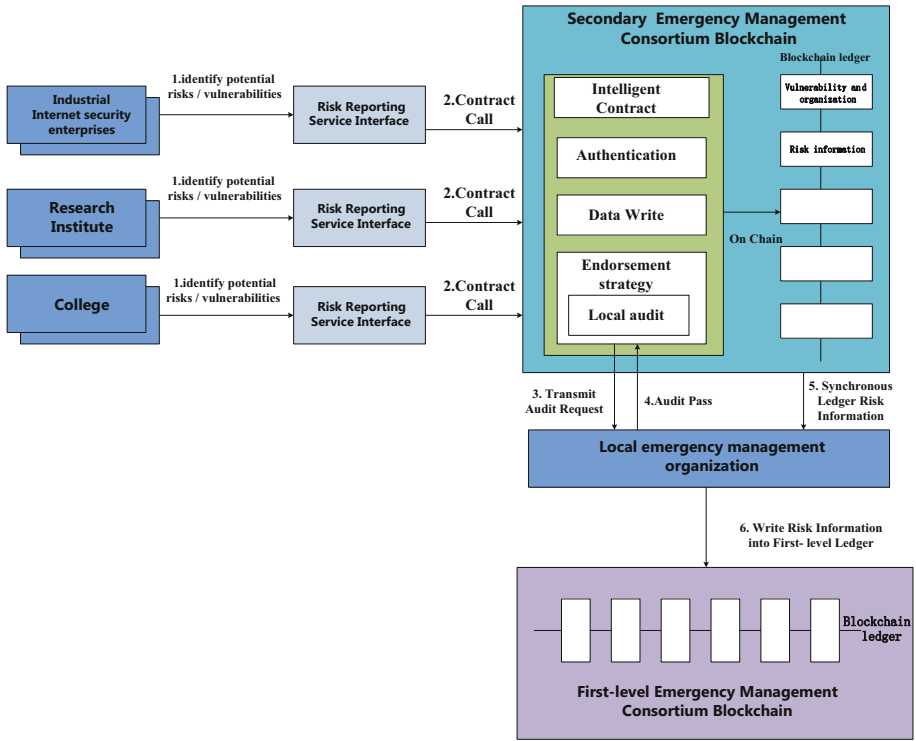 Secondary Emergency Management
Consortium Blockchain
Blockchain ledger
Industrial
Internet security
enterprises
1.identify potential
risks / vulnerabilities
Risk Reporting
Service Interface
2.Contract
Call
Research
Institute
1.identify potential
risks / vulnerabilities
Risk Reporting
Service Interface
2.Contract
Call
College
1.identify potential
risks / vulnerabilities
Risk Reporting
Service Interface
2.Contract
Call
Intelligent
Contract
Authentication
Data Write
Endorsement
strategy
Local audit
On Chain
Vulnerability and
organization
Risk information
3. Transmit
Audit Request
4.Audit Pass
5. Synchronous
Ledger Risk
Information
Local emergency management
organization
6. Write Risk Information
into First- level Ledger
Blockchain
ledger
First-level Emergency Management
Consortium Blockchain